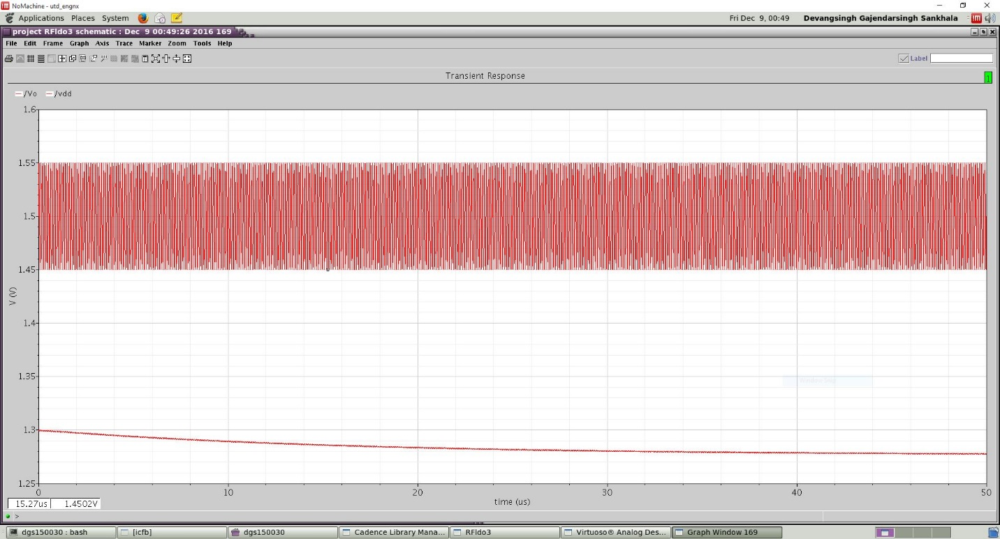 NoMachine - utd_engnx
Applications Places System Fri Dec 9, 00:49 Devangsingh Gajendarsingh Sankhala
project RFldo3 schematic : Dec 9 00:49:26 2016 169
File Edit Frame Graph Axis Trace Marker Zoom Tools Help
Label
Transient Response
1
/Vo /vdd
1.6
1.55
1.5
1.45
1.4
1.35
1.3
1.25
V (V)
0 10 20 30 40 50
time (us)
15.27us 1.4502V
>
dgs150030 : bash [icfb] dgs150030 Cadence Library Mana... RFldo3 Virtuoso® Analog Des... Graph Window 169